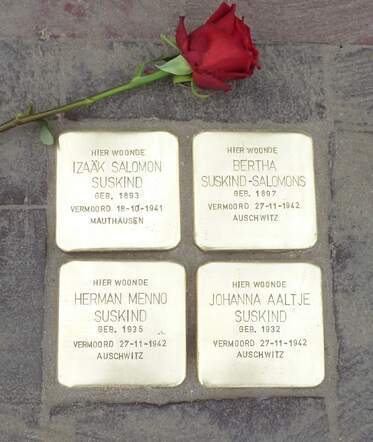 HIER WOONDE
IZAÄK SALOMON
SUSKIND
GEB. 1893
VERMOORD 18-10-1941
MAUTHAUSEN
HIER WOONDE
BERTHA
SUSKIND-SALOMONS
GEB. 1897
VERMOORD 27-11-1942
AUSCHWITZ
HIER WOONDE
HERMAN MENNO
SUSKIND
GEB. 1935
VERMOORD 27-11-1942
AUSCHWITZ
HIER WOONDE
JOHANNA AALTJE
SUSKIND
GEB. 1932
VERMOORD 27-11-1942
AUSCHWITZ